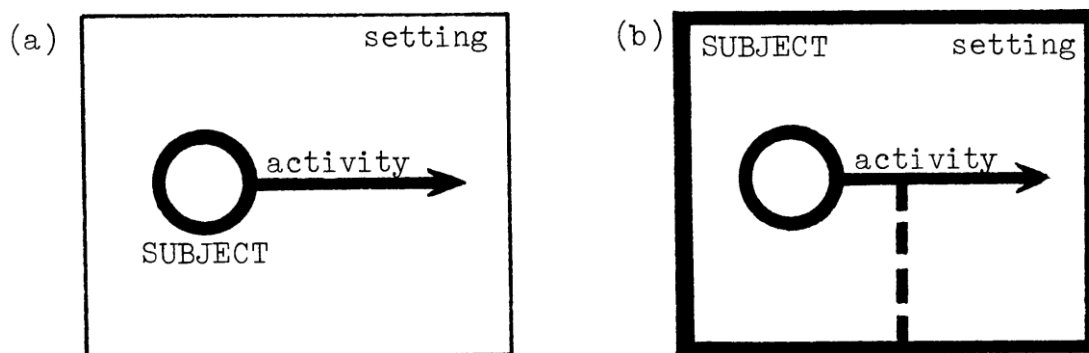 (a)
setting
activity
SUBJECT
(b)
SUBJECT
setting
activity